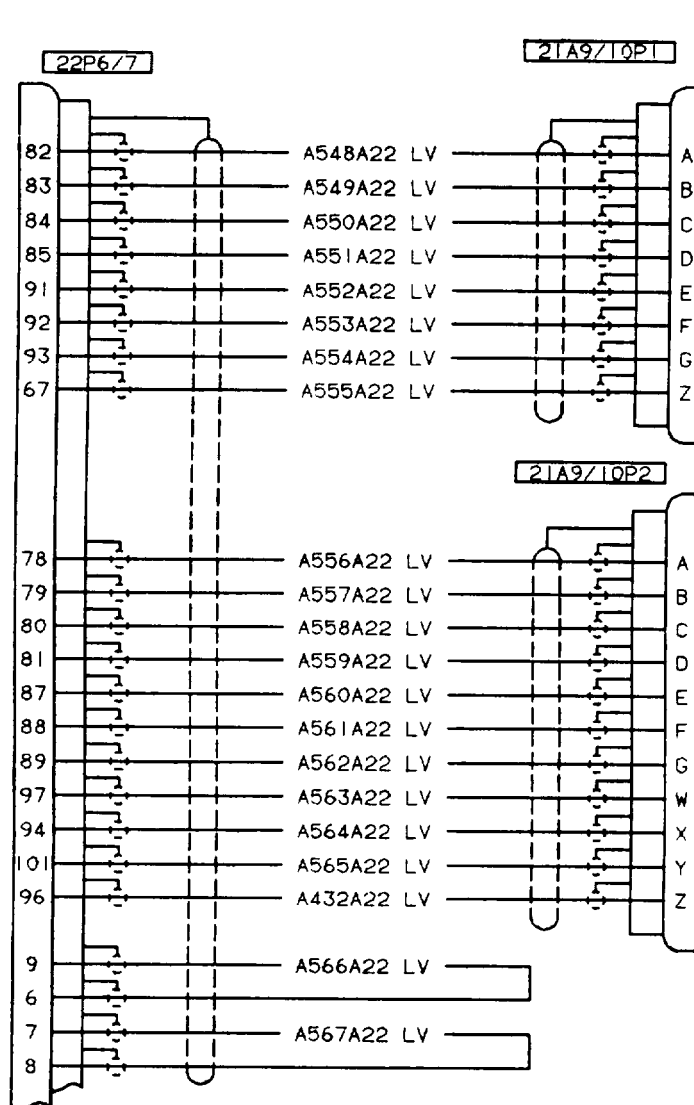 22P6/7 21A9/10P1
82 A548A22 LV A
83 A549A22 LV B
84 A550A22 LV C
85 A551A22 LV D
91 A552A22 LV E
92 A553A22 LV F
93 A554A22 LV G
67 A555A22 LV Z
21A9/10P2
78 A556A22 LV A
79 A557A22 LV B
80 A558A22 LV C
81 A559A22 LV D
87 A560A22 LV E
88 A561A22 LV F
89 A562A22 LV G
97 A563A22 LV W
94 A564A22 LV X
101 A565A22 LV Y
96 A432A22 LV Z
9 A566A22 LV
6
7 A567A22 LV
8